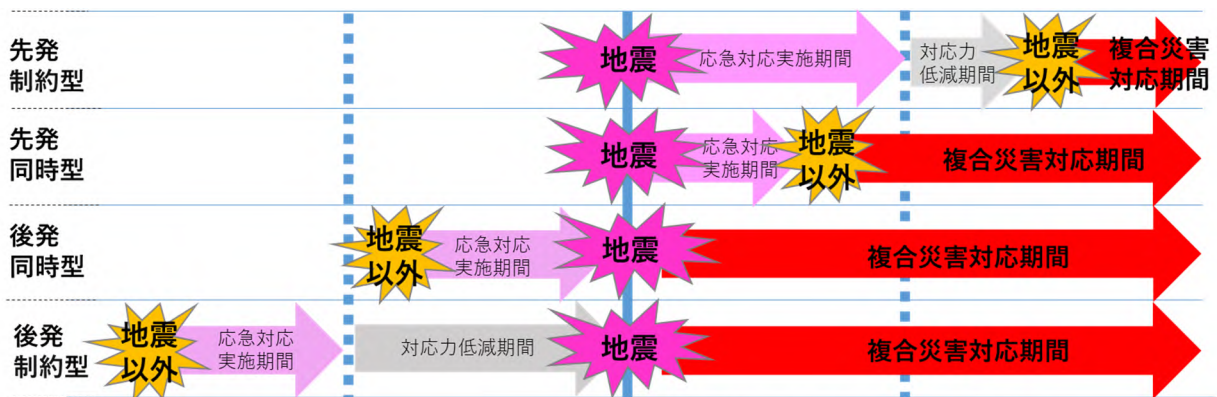 先発
制約型
地震
応急対応実施期間
対応力
低減期間
地震
以外
複合災害
対応期間
先発
同時型
地震
応急対応
実施期間
地震
以外
複合災害対応期間
後発
同時型
地震
以外
応急対応
実施期間
地震
複合災害対応期間
後発
制約型
地震
以外
応急対応
実施期間
対応力低減期間
地震
複合災害対応期間